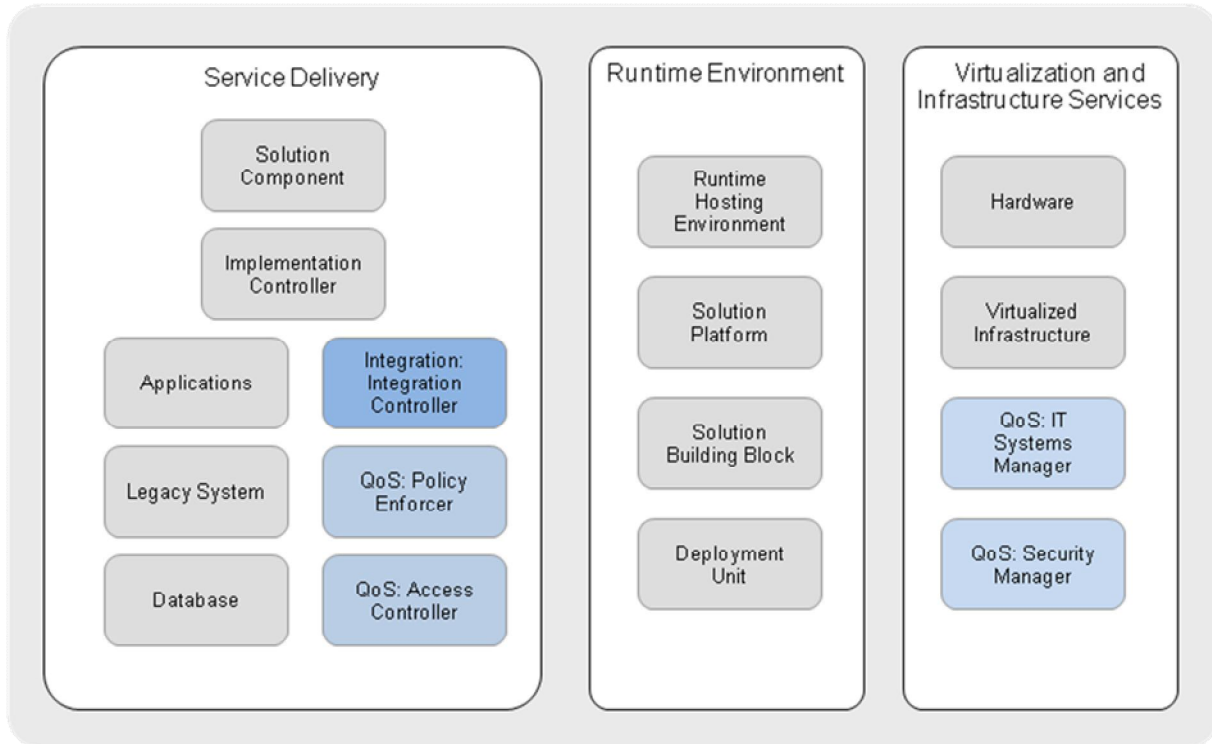 Service Delivery
Solution
Component
Implementation
Controller
Applications
Integration:
Integration
Controller
Legacy System
QoS: Policy
Enforcer
Database
QoS: Access
Controller
Runtime Environment
Runtime
Hosting
Environment
Solution
Platform
Solution
Building Block
Deployment
Unit
Virtualization and
Infrastructure Services
Hardware
Virtualized
Infrastructure
QoS: IT
Systems
Manager
QoS: Security
Manager